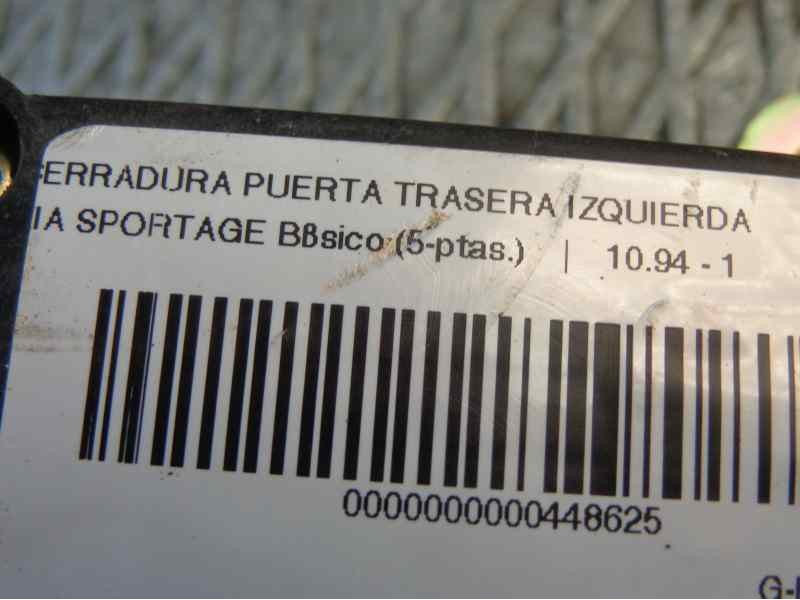 ERRADURA PUERTA TRASERA IZQUIERDA
IA SPORTAGE Bßsico (5-ptas.) | 10.94 - 1
0000000000448625
G-